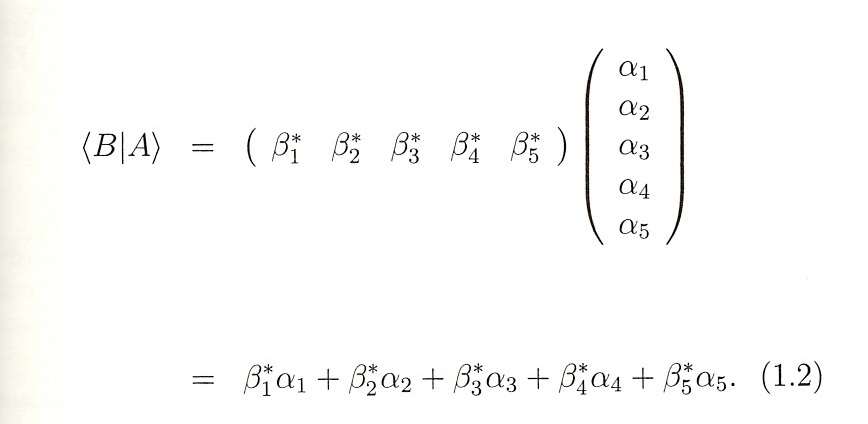 ⟨B|A⟩ = ( β₁* β₂* β₃* β₄* β₅* ) ( α₁ α₂ α₃ α₄ α₅ )
= β₁*α₁ + β₂*α₂ + β₃*α₃ + β₄*α₄ + β₅*α₅. (1.2)